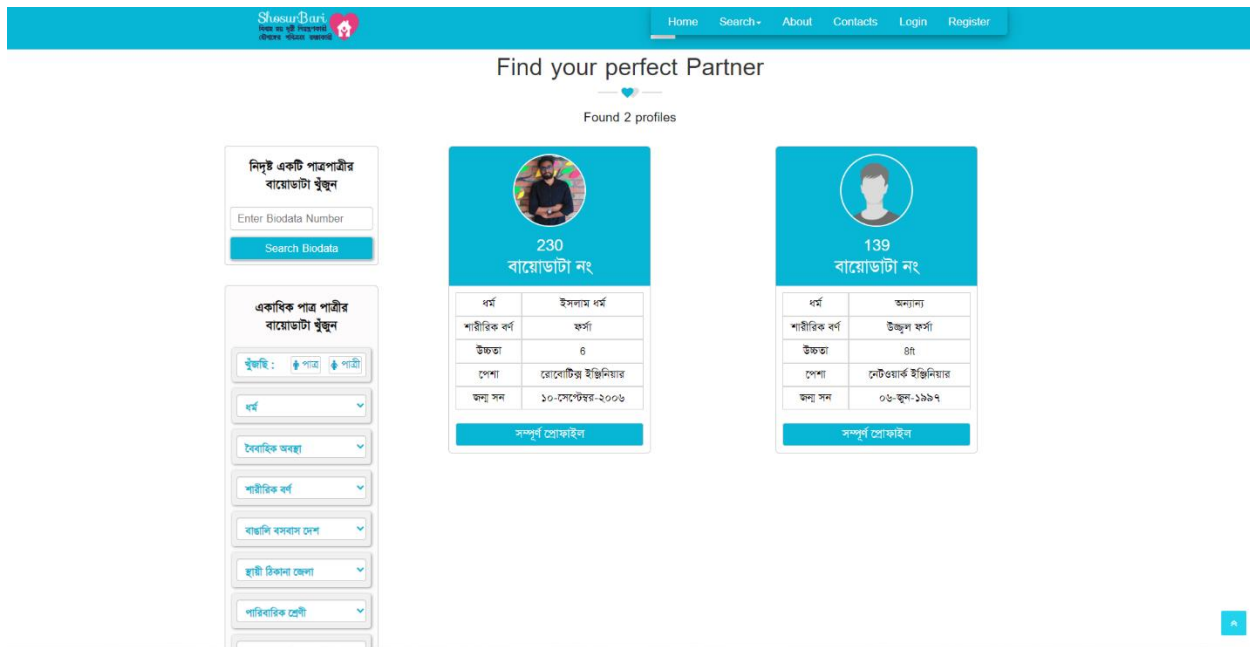 ShosurBari
Home Search About Contacts Login Register
Find your perfect Partner
Found 2 profiles
নিদৃষ্ট একটি পাত্রপাত্রীর
বায়োডাটা খুঁজুন
Enter Biodata Number
Search Biodata
একাধিক পাত্র পাত্রীর
বায়োডাটা খুঁজুন
খুঁজছি : পাত্র পাত্রী
ধর্ম
বৈবাহিক অবস্থা
শারীরিক বর্ণ
বাঙালি বসবাস দেশ
স্থায়ী ঠিকানা জেলা
পারিবারিক শ্রেণী
230
বায়োডাটা নং
ধর্ম ইসলাম ধর্ম
শারীরিক বর্ণ ফর্সা
উচ্চতা 6
পেশা রোবোটিক্স ইঞ্জিনিয়ার
জন্ম সন ১০-সেপ্টেম্বর-২০০৬
সম্পূর্ণ প্রোফাইল
139
বায়োডাটা নং
ধর্ম অন্যান্য
শারীরিক বর্ণ উজ্জ্বল ফর্সা
উচ্চতা 8ft
পেশা নেটওয়ার্ক ইঞ্জিনিয়ার
জন্ম সন ০৬-জুন-১৯৯৭
সম্পূর্ণ প্রোফাইল